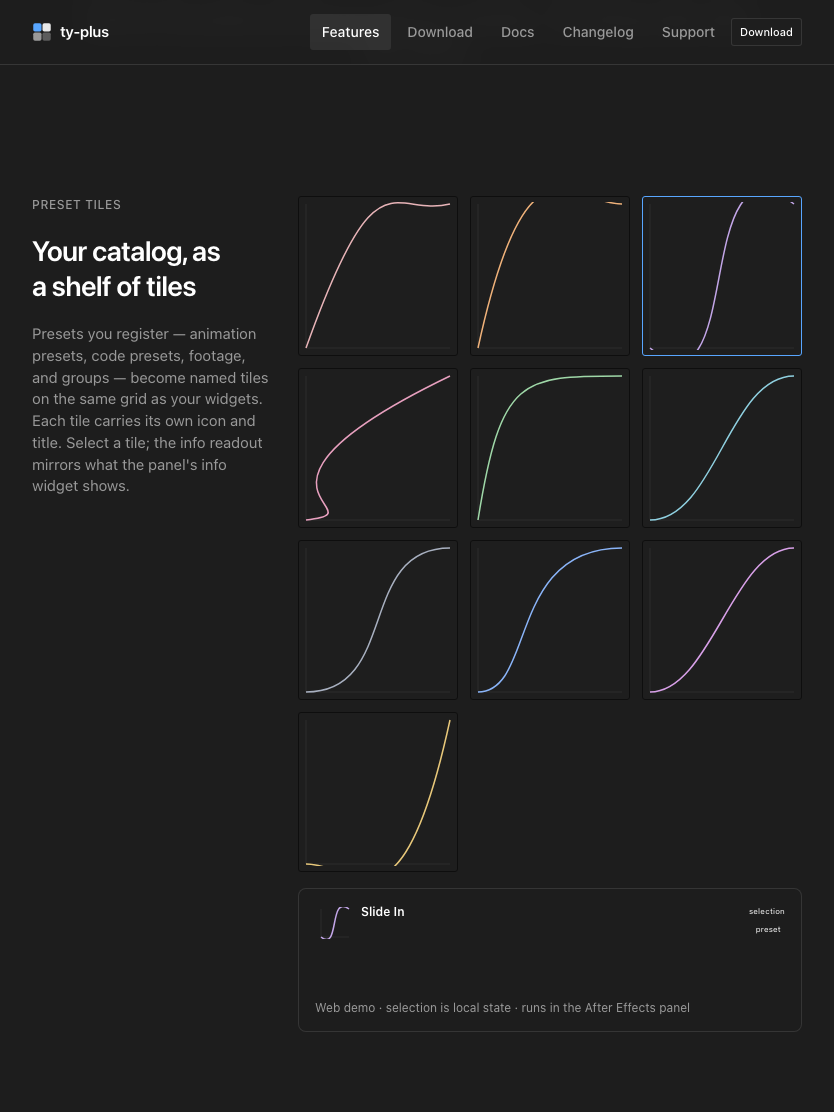 ty-plus
Features
Download
Docs
Changelog
Support
Download
PRESET TILES
Your catalog, as
a shelf of tiles
Presets you register — animation
presets, code presets, footage,
and groups — become named tiles
on the same grid as your widgets.
Each tile carries its own icon and
title. Select a tile; the info readout
mirrors what the panel's info
widget shows.
Slide In
selection
preset
Web demo · selection is local state · runs in the After Effects panel